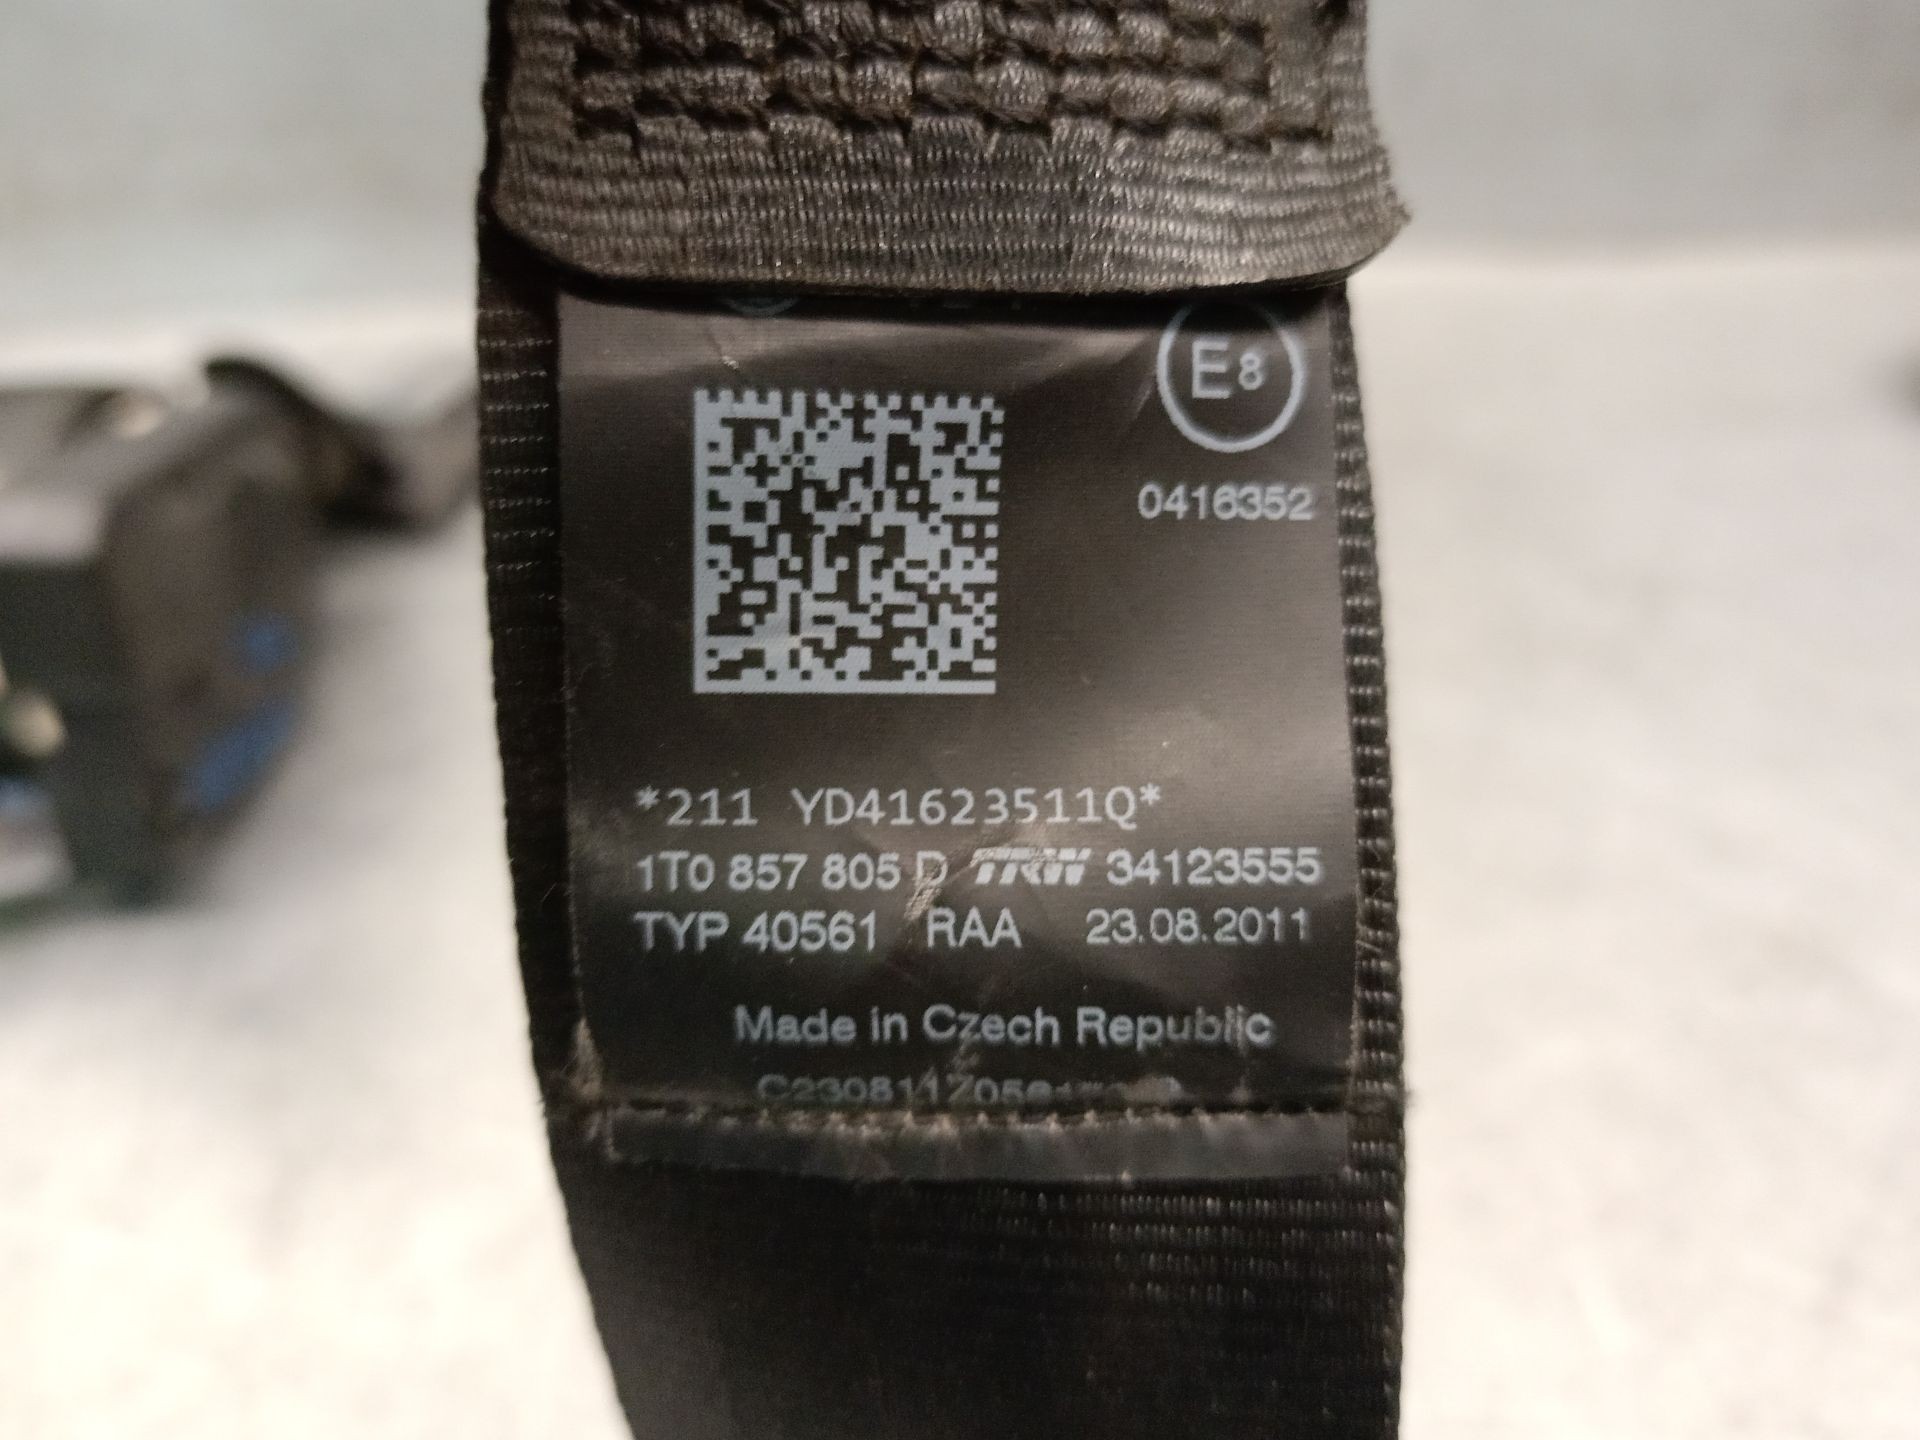 E8
0416352
*211 YD41623511Q*
1T0 857 805 D TRW 34123555
TYP 40561 RAA 23.08.2011
Made in Czech Republic